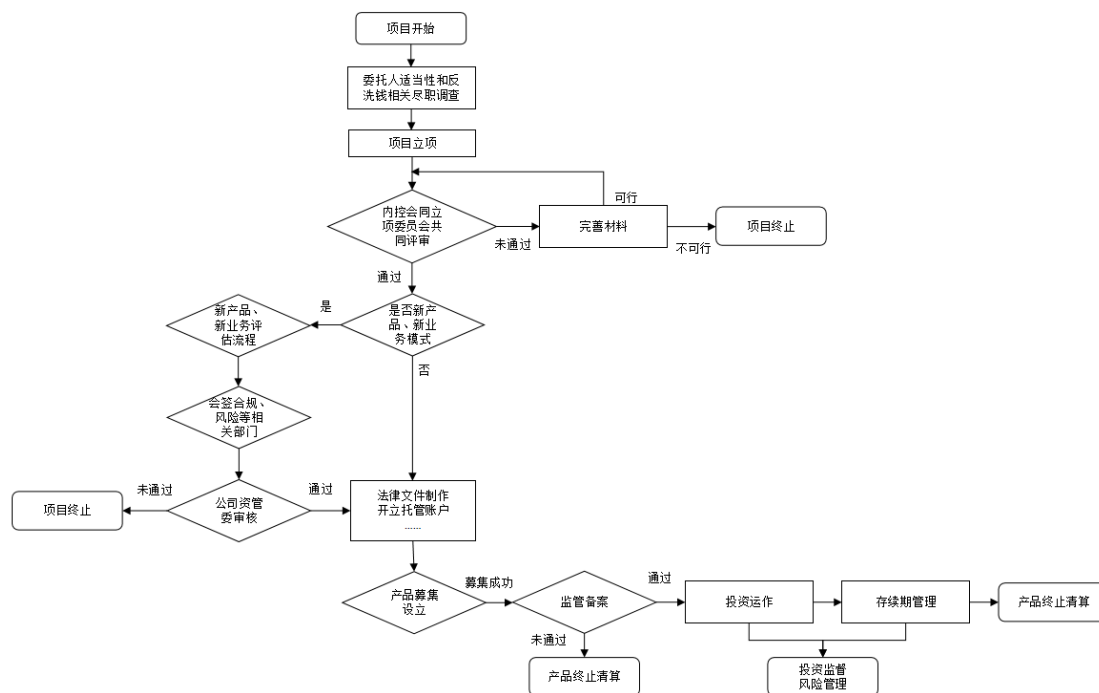 项目开始
委托人适当性和反
洗钱相关尽职调查
项目立项
可行
内控会同立
项委员会共
同评审
未通过
完善材料
不可行
项目终止
通过
新产品、
新业务评
估流程
是
是否新产
品、新业
务模式
否
会签合规、
风险等相
关部门
项目终止
未通过
公司资管
委审核
通过
法律文件制作
开立托管账户
......
产品募集
设立
募集成功
监管备案
通过
投资运作
存续期管理
产品终止清算
未通过
产品终止清算
投资监督
风险管理